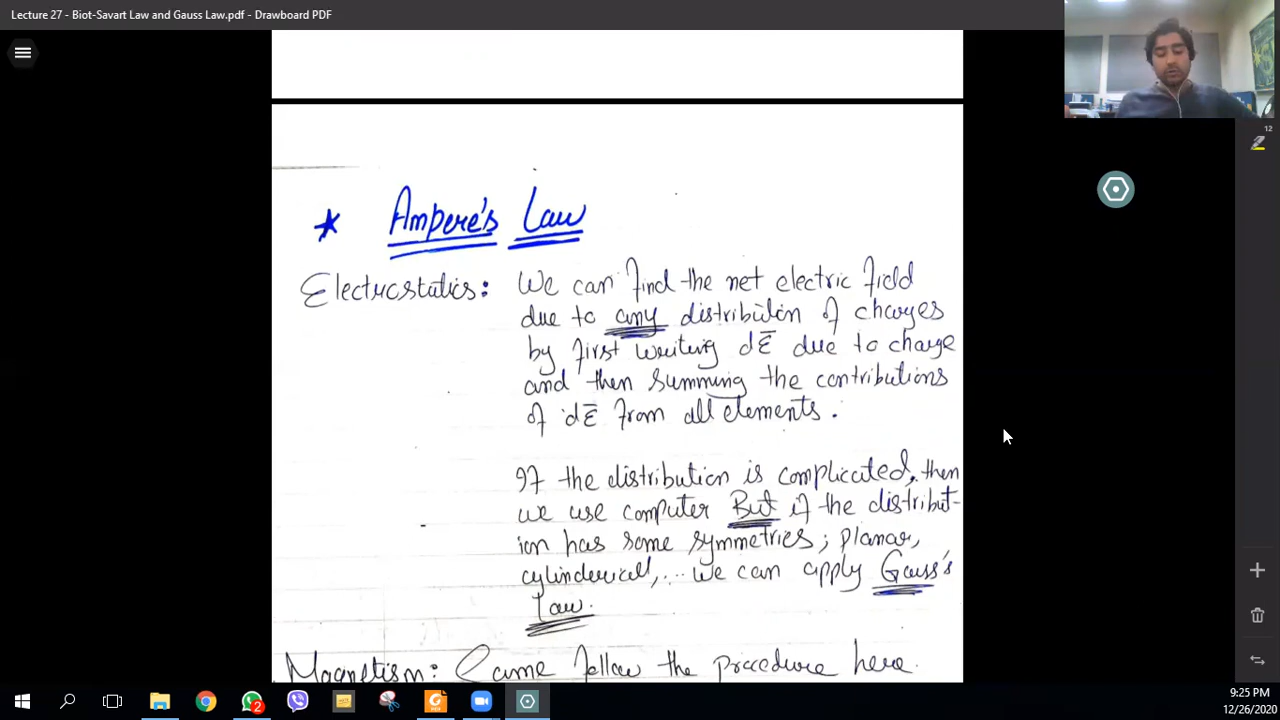 Lecture 27 - Biot-Savart Law and Gauss Law.pdf - Drawboard PDF
12
Ampere's Law
Electrostatics: We can find the net electric field
due to any distribution of charges
by first writing dE due to charge
and then summing the contributions
of dE from all elements.
If the distribution is complicated, then
we use computer But if the distribut-
ion has some symmetries; planar,
cylinderical,... we can apply Gauss's
Law.
Magnetism: Came follow the procedure here.
2
9:25 PM
12/26/2020